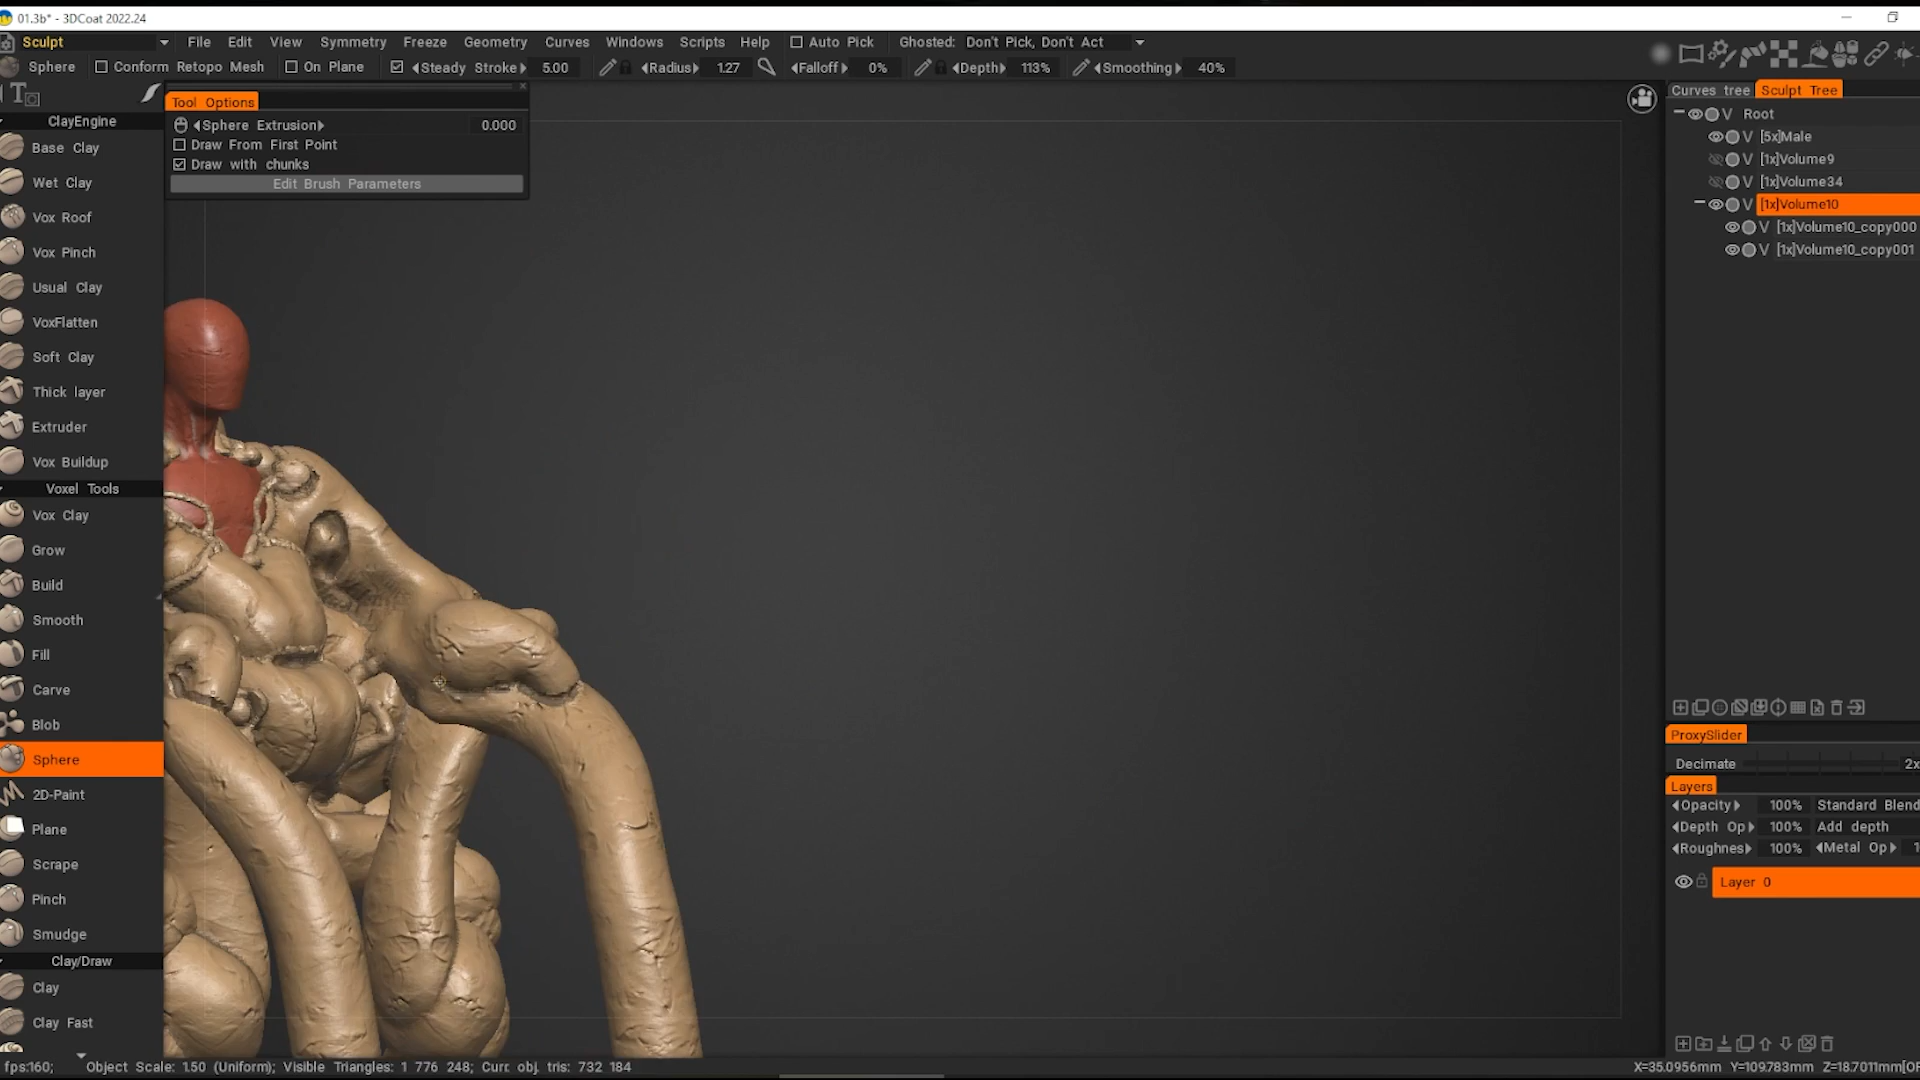 01.3b* - 3DCoat 2022.24
Sculpt File Edit View Symmetry Freeze Geometry Curves Windows Scripts Help Auto Pick Ghosted: Don't Pick, Don't Act
Sphere Conform Retopo Mesh On Plane Steady Stroke 5.00 Radius 1.27 Falloff 0% Depth 113% Smoothing 40%
Tool Options
Sphere Extrusion 0.000
Draw From First Point
Draw with chunks
Edit Brush Parameters
ClayEngine
Base Clay
Wet Clay
Vox Roof
Vox Pinch
Usual Clay
VoxFlatten
Soft Clay
Thick layer
Extruder
Vox Buildup
Voxel Tools
Vox Clay
Grow
Build
Smooth
Fill
Carve
Blob
Sphere
2D-Paint
Plane
Scrape
Pinch
Smudge
Clay/Draw
Clay
Clay Fast
Curves tree Sculpt Tree
V Root
V [5x]Male
V [1x]Volume9
V [1x]Volume34
V [1x]Volume10
V [1x]Volume10_copy000
V [1x]Volume10_copy001
ProxySlider
Decimate 2x
Layers
Opacity 100% Standard Blend
Depth Op 100% Add depth
Roughnes 100% Metal Op 1
Layer 0
fps:160; Object Scale: 1.50 (Uniform); Visible Triangles: 1 776 248; Curr. obj. tris: 732 184
X=35.0956mm Y=109.783mm Z=18.7011mm[OP